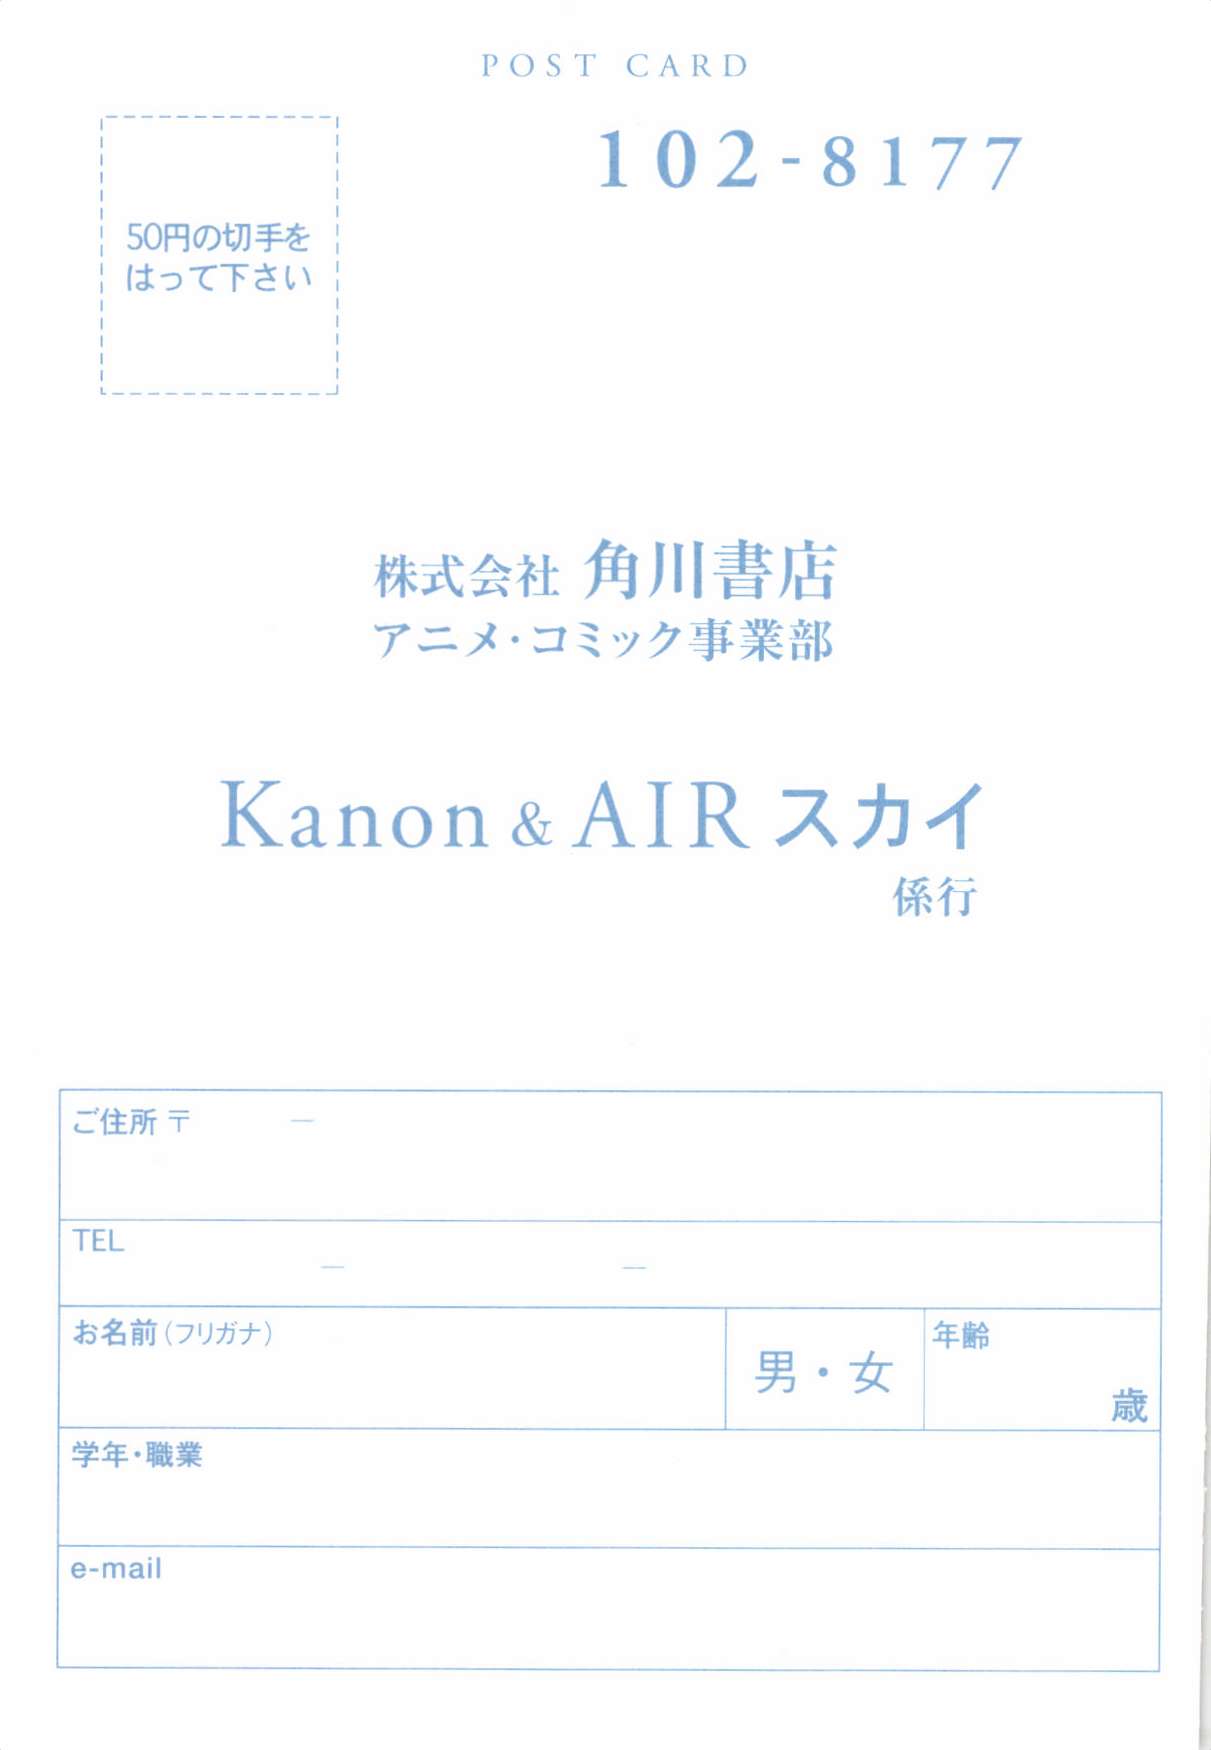 POST CARD
102-8177
50円の切手を
はって下さい
株式会社 角川書店
アニメ・コミック事業部
Kanon & AIR スカイ
係行
ご住所 〒 －
TEL － －
お名前（フリガナ）
男・女
年齢
歳
学年・職業
e-mail